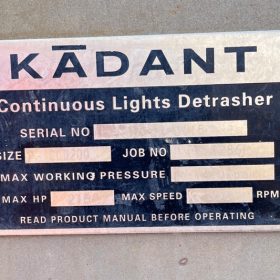 KĀDANT
Continuous Lights Detrasher
SERIAL NO
SIZE JOB NO
MAX WORKING PRESSURE
MAX HP MAX SPEED RPM
READ PRODUCT MANUAL BEFORE OPERATING